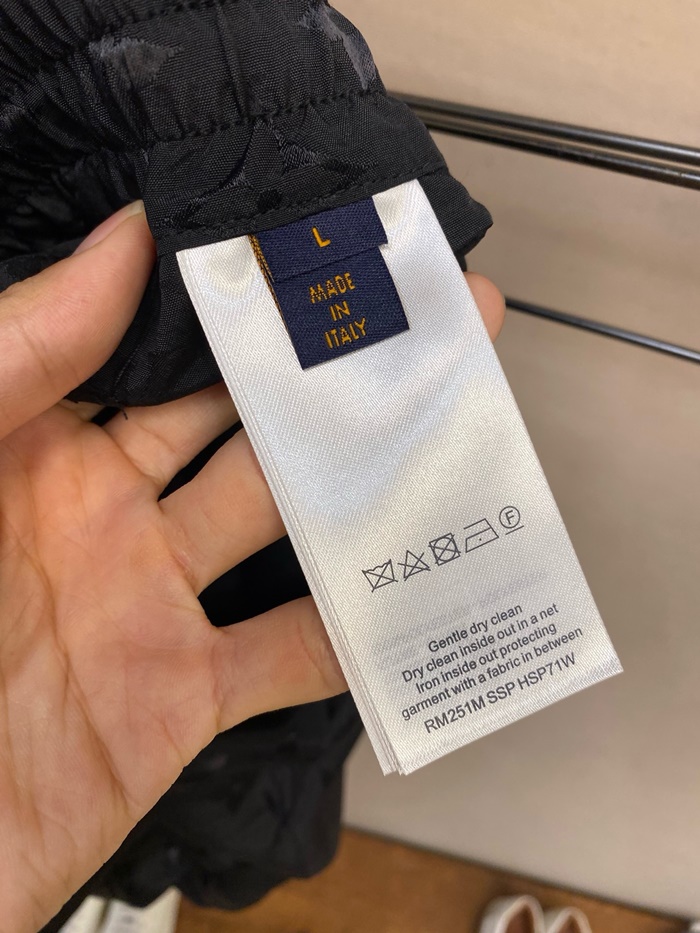 L
MADE
IN
ITALY
F
Gentle dry clean
Dry clean inside out in a net
Iron inside out protecting
garment with a fabric in between
RM251M SSP HSP71W